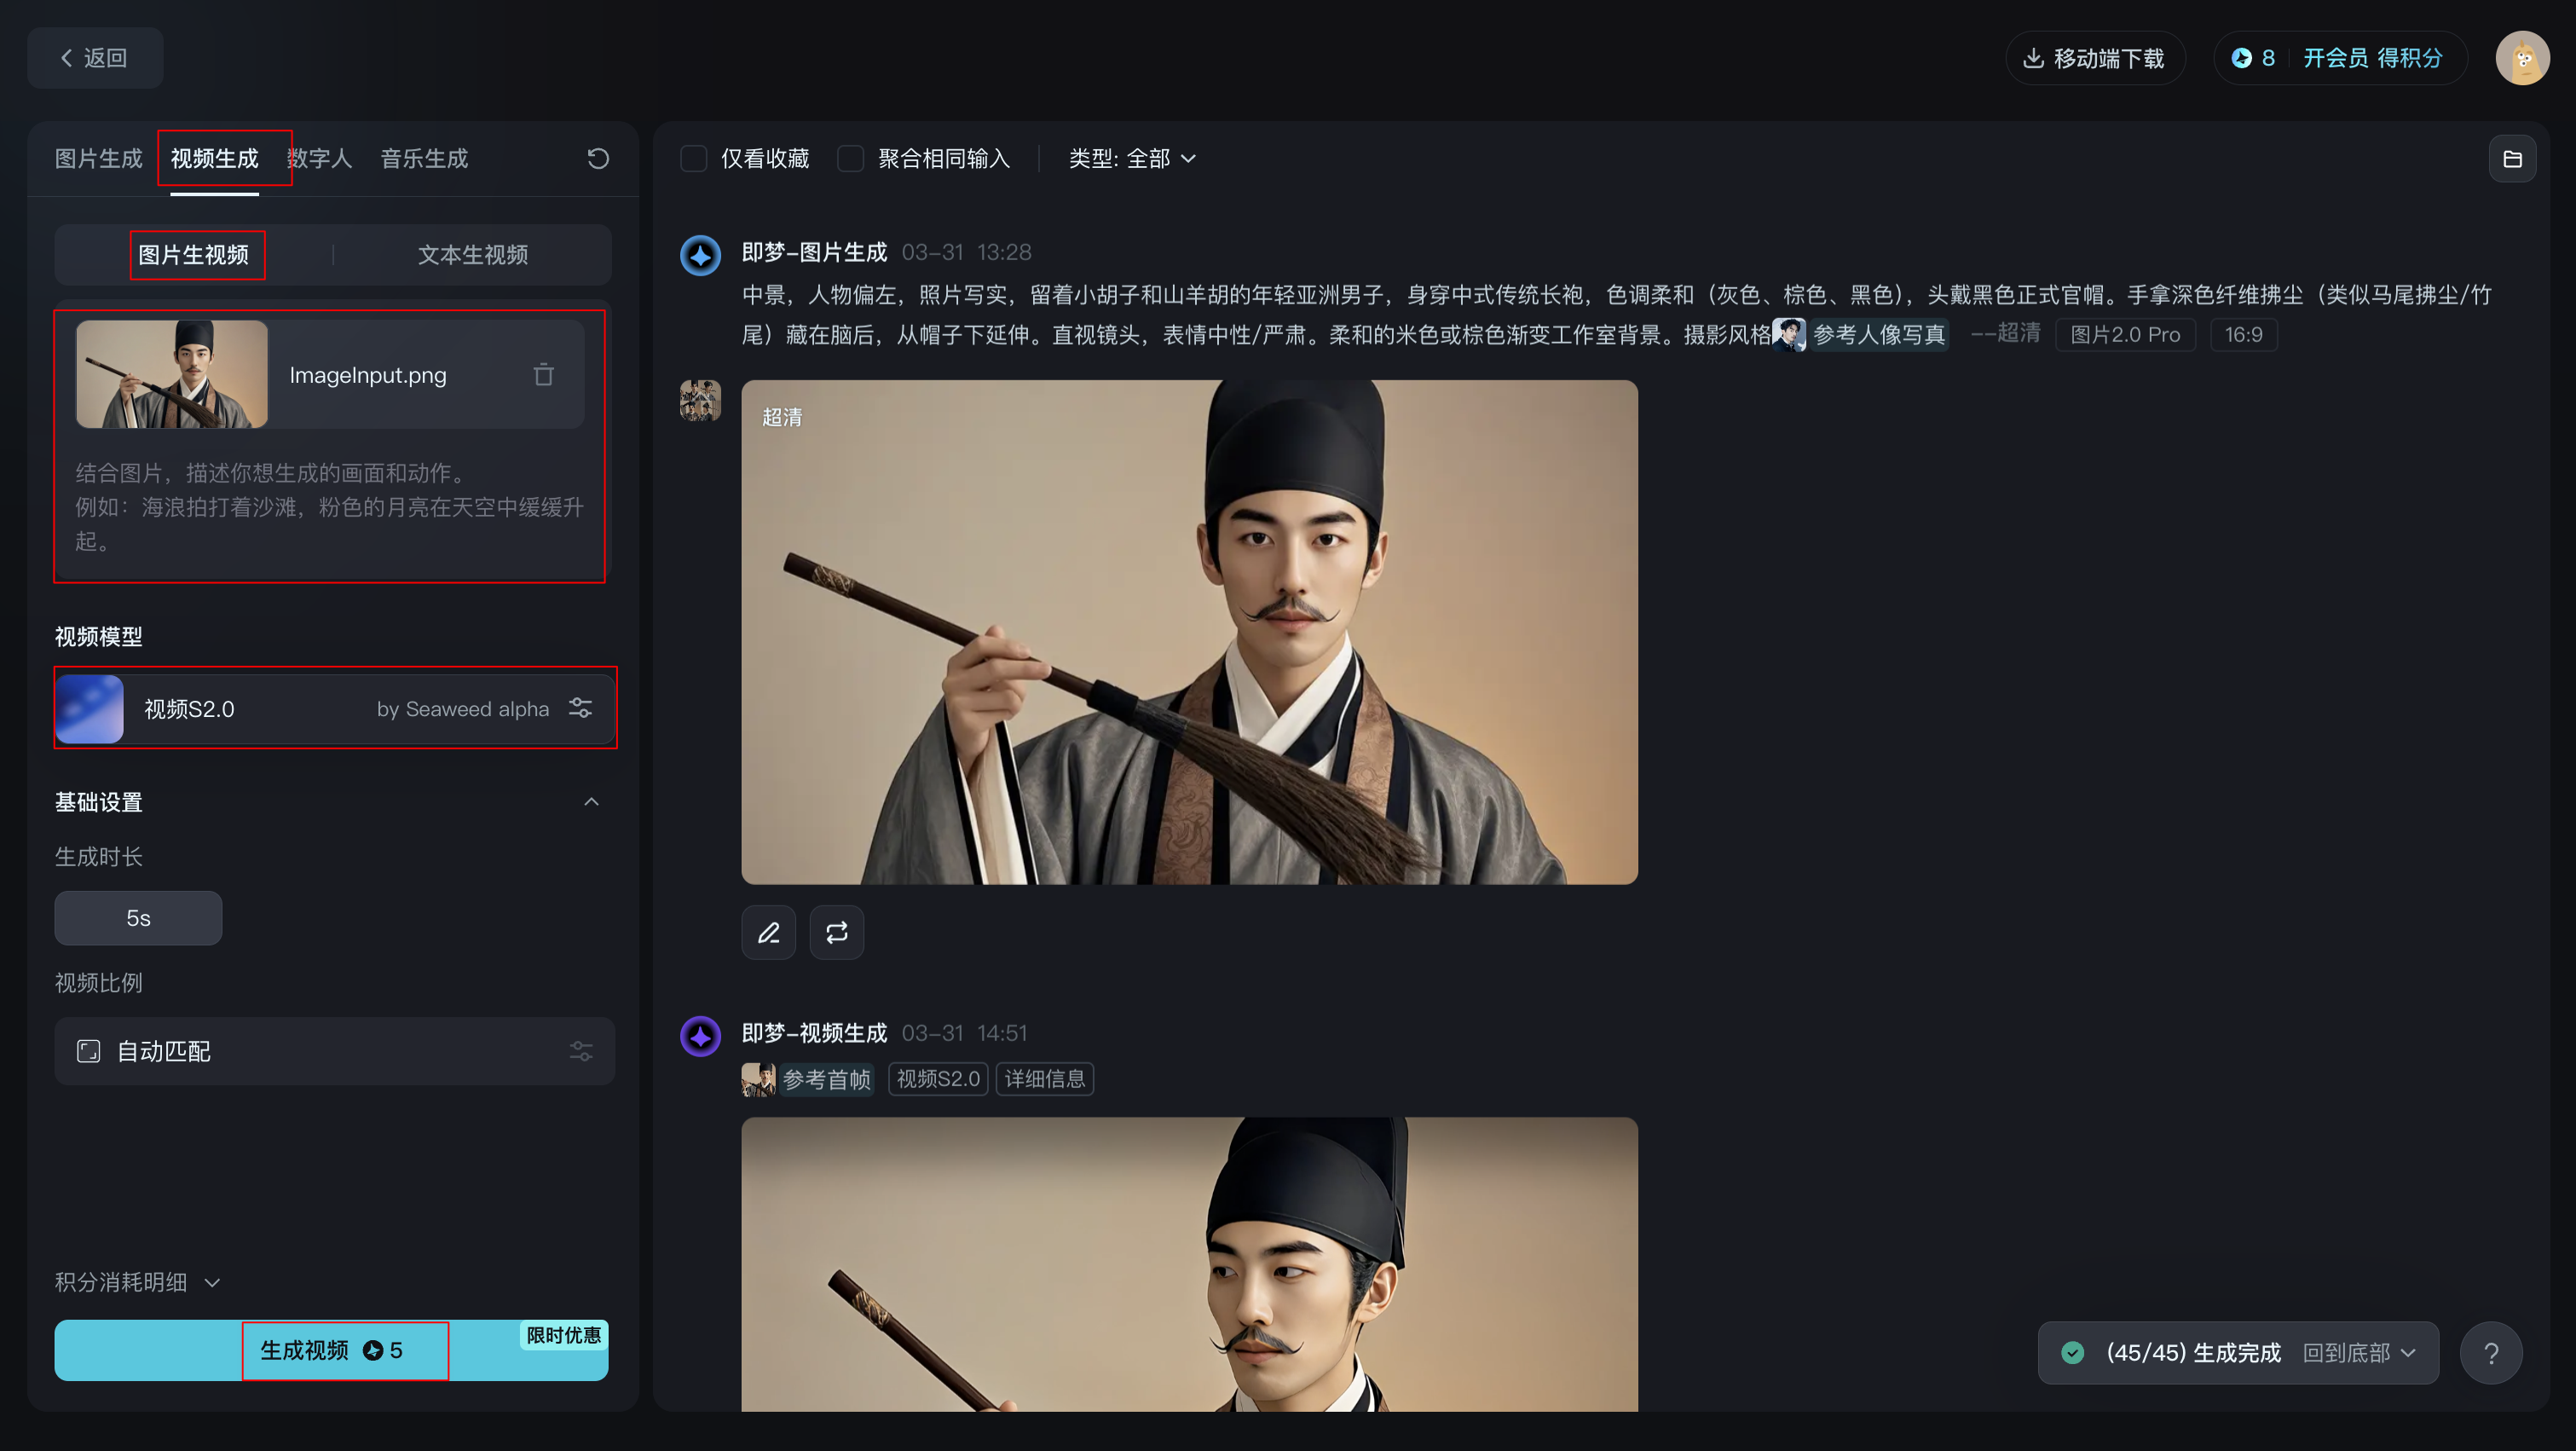 返回
移动端下载
8
开会员 得积分
图片生成
视频生成
数字人
音乐生成
图片生视频
文本生视频
ImageInput.png
结合图片，描述你想生成的画面和动作。
例如：海浪拍打着沙滩，粉色的月亮在天空中缓缓升
起。
视频模型
视频S2.0
by Seaweed alpha
基础设置
生成时长
5s
视频比例
自动匹配
积分消耗明细
生成视频 5
限时优惠
仅看收藏
聚合相同输入
类型: 全部
即梦-图片生成 03-31 13:28
中景，人物偏左，照片写实，留着小胡子和山羊胡的年轻亚洲男子，身穿中式传统长袍，色调柔和（灰色、棕色、黑色），头戴黑色正式官帽。手拿深色纤维拂尘（类似马尾拂尘/竹
尾）藏在脑后，从帽子下延伸。直视镜头，表情中性/严肃。柔和的米色或棕色渐变工作室背景。摄影风格 参考人像写真 --超清 图片2.0 Pro 16:9
超清
即梦-视频生成 03-31 14:51
参考首帧 视频S2.0 详细信息
(45/45) 生成完成 回到底部
?